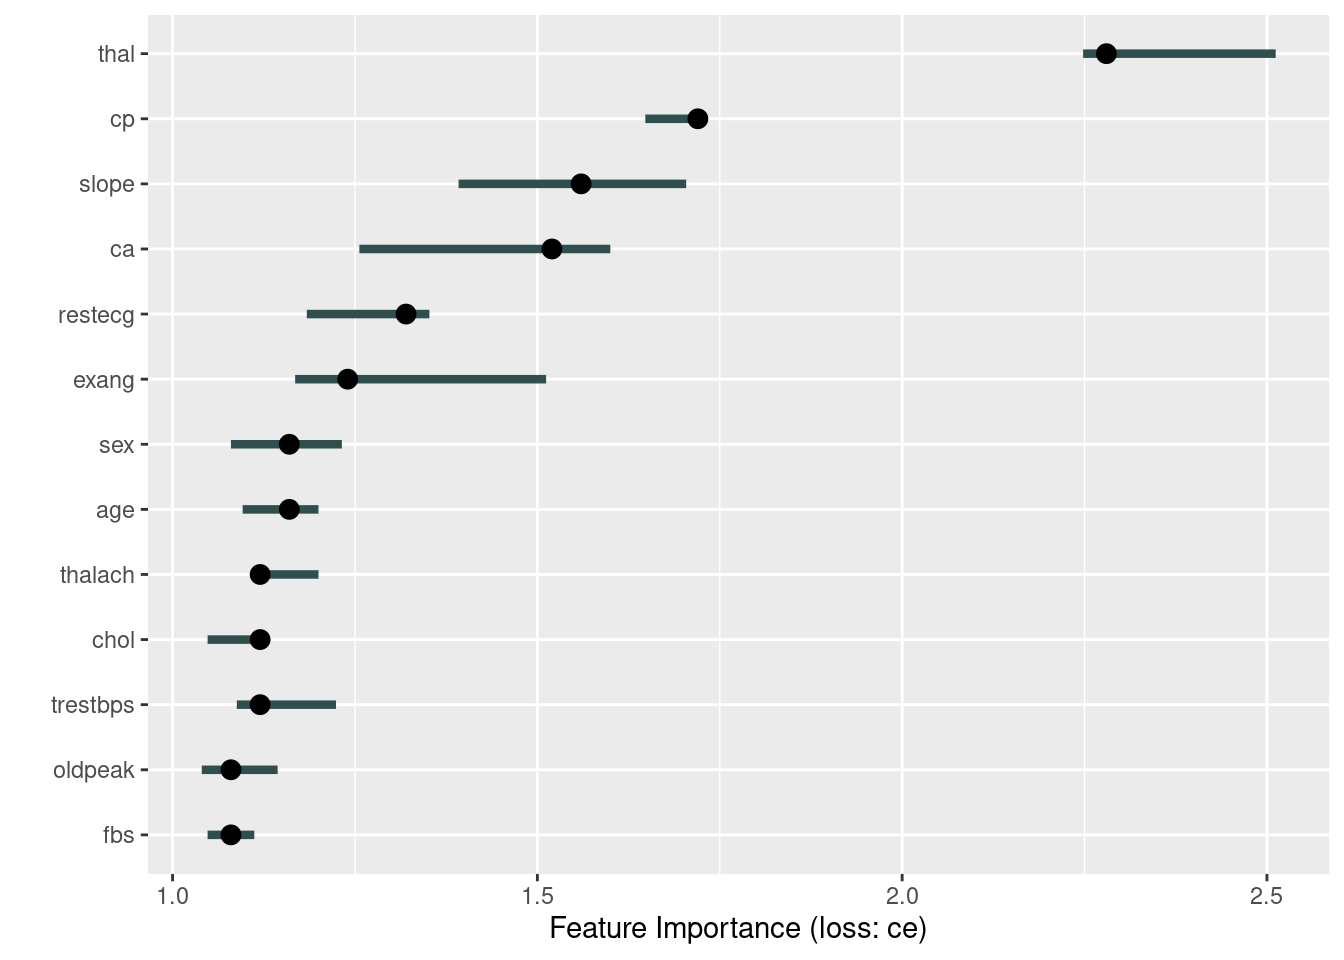 thal
cp
slope
ca
restecg
exang
sex
age
thalach
chol
trestbps
oldpeak
fbs
1.0 1.5 2.0 2.5
Feature Importance (loss: ce)